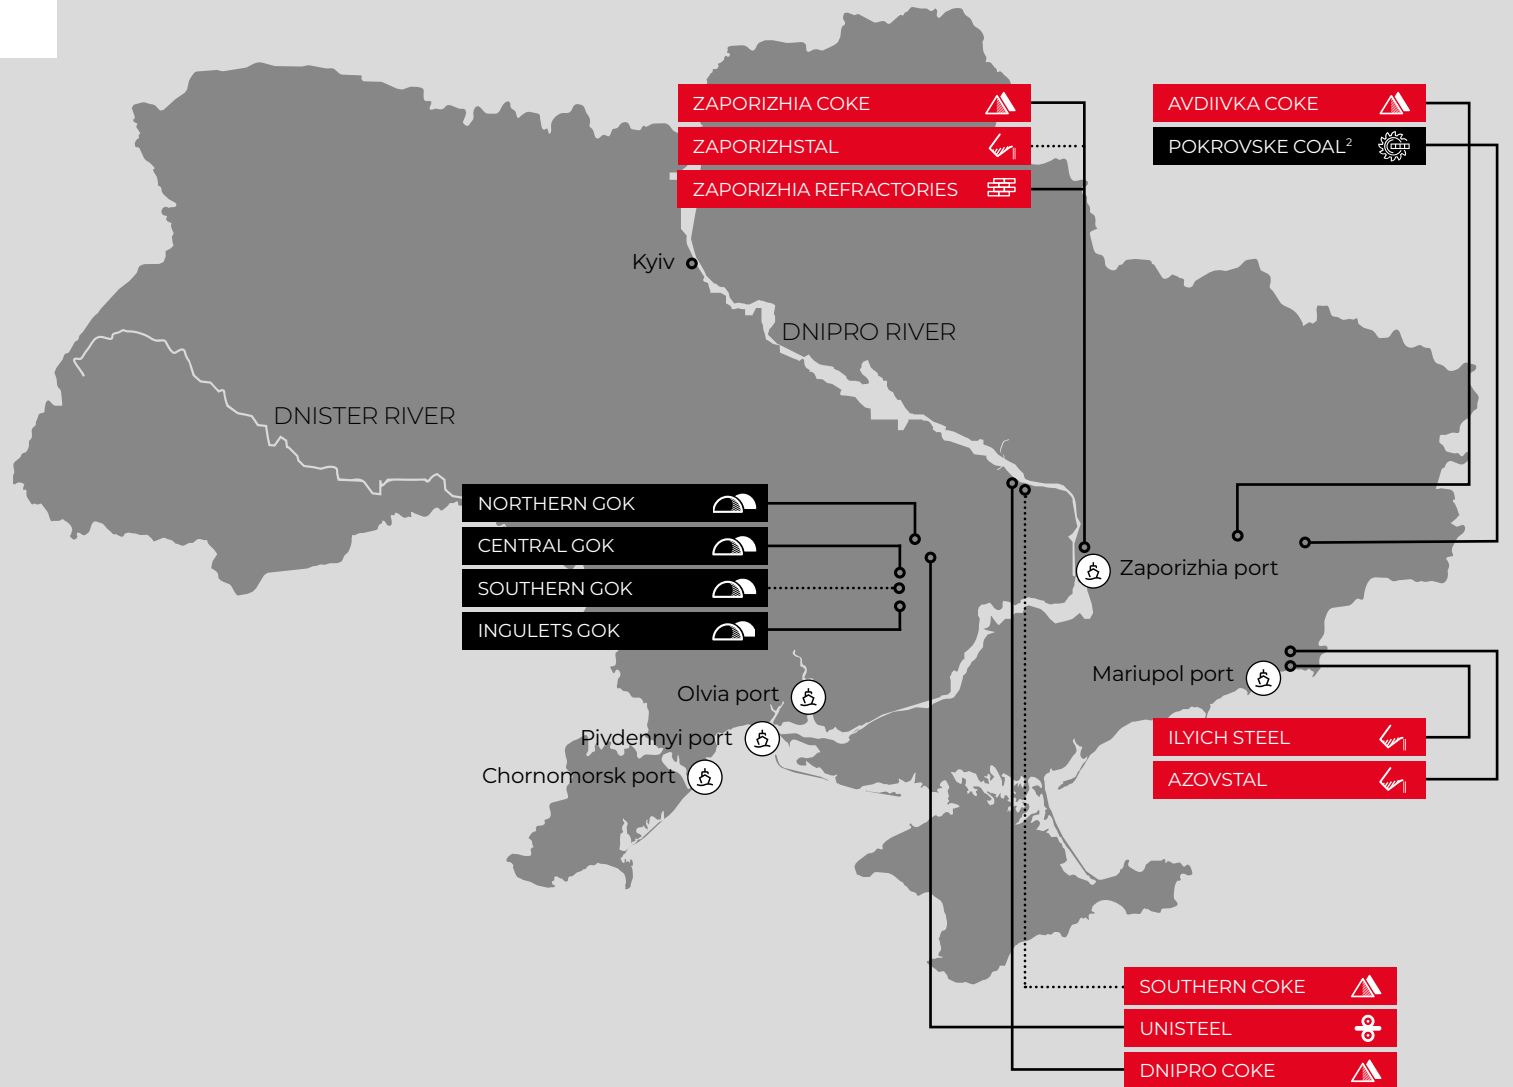 ZAPORIZHIA COKE
ZAPORIZHSTAL
ZAPORIZHIA REFRACTORIES
AVDIIVKA COKE
POKROVSKE COAL²
Kyiv
DNIPRO RIVER
DNISTER RIVER
NORTHERN GOK
CENTRAL GOK
SOUTHERN GOK
INGULETS GOK
Zaporizhia port
Mariupol port
Olvia port
Pivdennyi port
Chornomorsk port
ILYICH STEEL
AZOVSTAL
SOUTHERN COKE
UNISTEEL
DNIPRO COKE